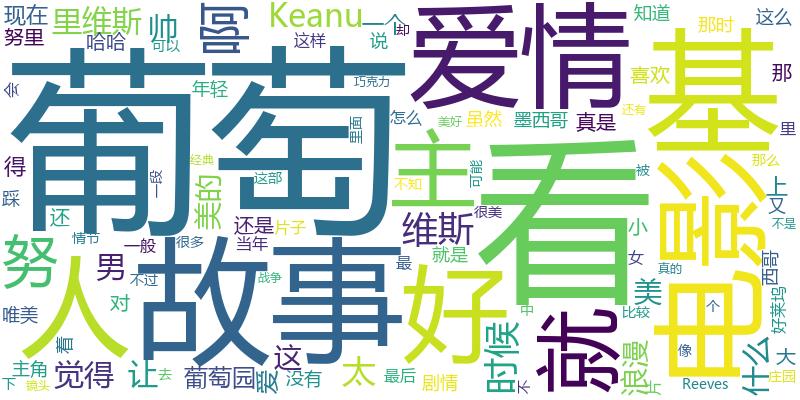 现在
里维斯
帅
啊
Keanu
一个
却
说
知道
那时
这么
努里
哈哈
可以
这样
爱情
喜欢
基
那
会
年轻
巧克力
怎么
虽然
墨西哥
真是
还有
里
葡萄
里面
美好
主
看
电影
得
经典
一段
美的
这部
不知
可能
被
那么
踩
还
还是
片子
维斯
很美
上
又
不是
努
情节
一般
很多
当年
就是
小
女
西哥
人
男
不过
故事
战争
最
好
就
美
真的
个
好莱坞
对
唯美
着
这
中
时候
比较
浪漫
像
什么
主角
觉得
让
去
葡萄园
爱
没有
太
最后
剧情
不
片
Reeves
大
下
镜头
庄园